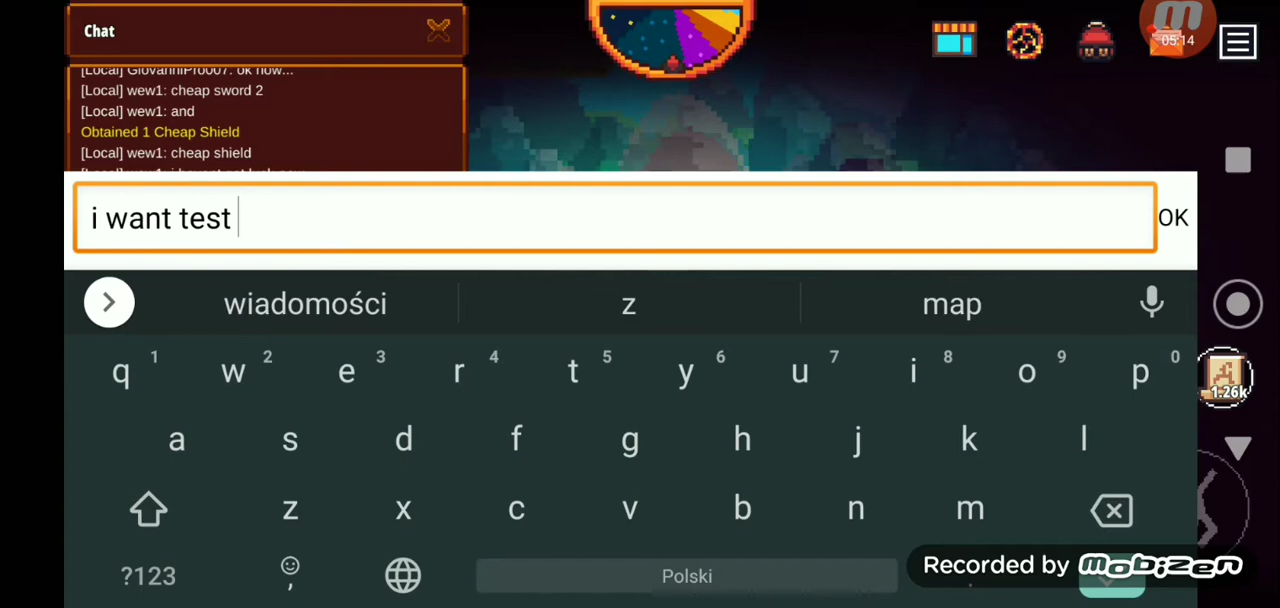 Chat
05:14
[Local] GiovanniPro007: ok now...
[Local] wew1: cheap sword 2
[Local] wew1: and
Obtained 1 Cheap Shield
[Local] wew1: cheap shield
i want test
OK
wiadomości z map
q 1 w 2 e 3 r 4 t 5 y 6 u 7 i 8 o 9 p 0
1.26k
a s d f g h j k l
z x c v b n m
?123 , Polski
Recorded by mobizen